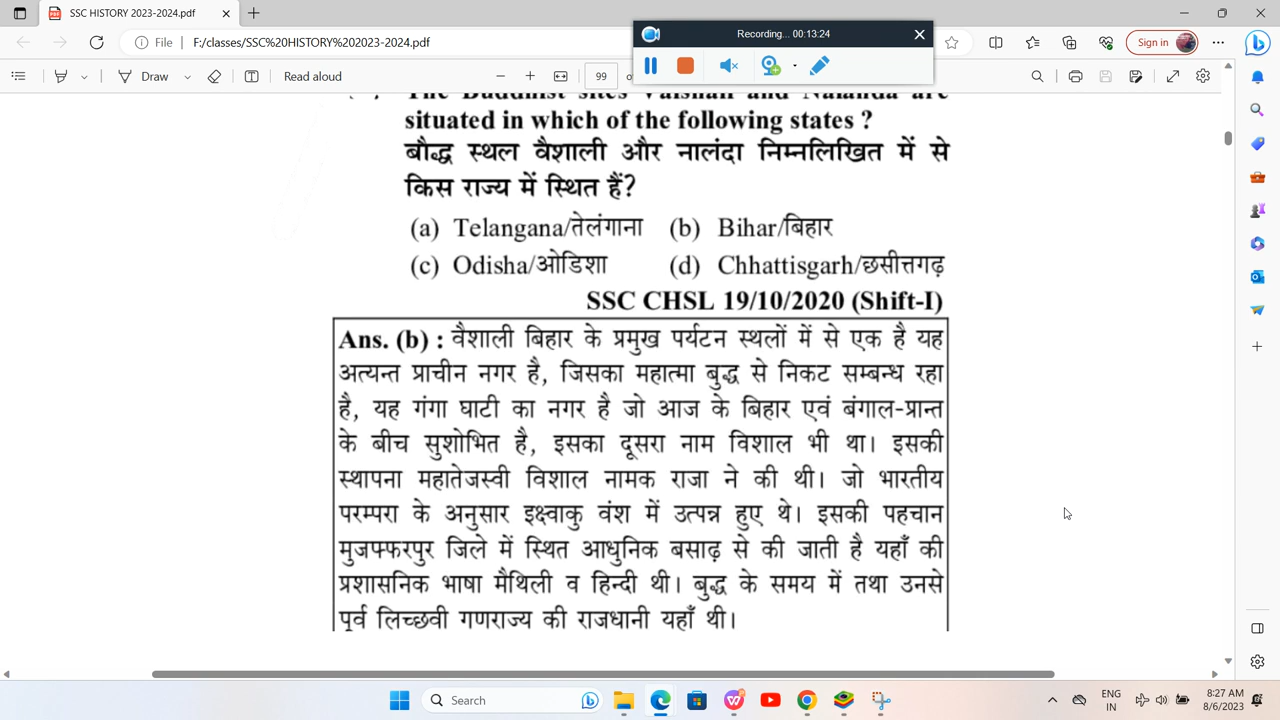 SSC HISTORY 2023-2024.pdf
Recording... 00:13:24
File
F:/classes/SSC%20HISTORY%202023-2024.pdf
Sign in
Draw
Read aloud
99
The Buddhist sites Vaishali and Nalanda are
situated in which of the following states ?
बौद्ध स्थल वैशाली और नालंदा निम्नलिखित में से
किस राज्य में स्थित हैं?
(a) Telangana/तेलंगाना (b) Bihar/बिहार
(c) Odisha/ओडिशा (d) Chhattisgarh/छसीत्तगढ़
SSC CHSL 19/10/2020 (Shift-I)
Ans. (b) : वैशाली बिहार के प्रमुख पर्यटन स्थलों में से एक है यह
अत्यन्त प्राचीन नगर है, जिसका महात्मा बुद्ध से निकट सम्बन्ध रहा
है, यह गंगा घाटी का नगर है जो आज के बिहार एवं बंगाल-प्रान्त
के बीच सुशोभित है, इसका दूसरा नाम विशाल भी था। इसकी
स्थापना महातेजस्वी विशाल नामक राजा ने की थी। जो भारतीय
परम्परा के अनुसार इक्ष्वाकु वंश में उत्पन्न हुए थे। इसकी पहचान
मुजफ्फरपुर जिले में स्थित आधुनिक बसाढ़ से की जाती है यहाँ की
प्रशासनिक भाषा मैथिली व हिन्दी थी। बुद्ध के समय में तथा उनसे
पूर्व लिच्छवी गणराज्य की राजधानी यहाँ थी।
Search
ENG
IN
8:27 AM
8/6/2023